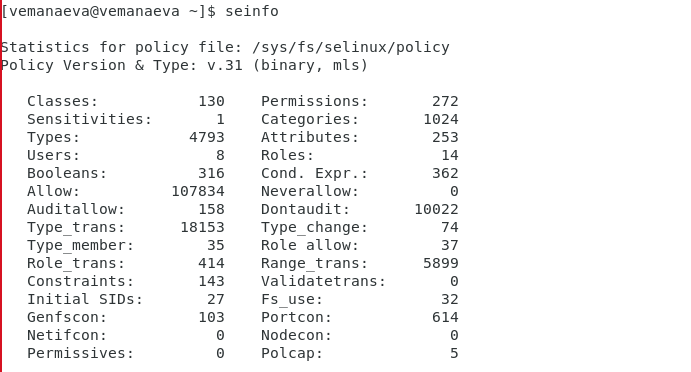 [vemanaeva@vemanaeva ~]$ seinfo
Statistics for policy file: /sys/fs/selinux/policy
Policy Version & Type: v.31 (binary, mls)
Classes: 130 Permissions: 272
Sensitivities: 1 Categories: 1024
Types: 4793 Attributes: 253
Users: 8 Roles: 14
Booleans: 316 Cond. Expr.: 362
Allow: 107834 Neverallow: 0
Auditallow: 158 Dontaudit: 10022
Type_trans: 18153 Type_change: 74
Type_member: 35 Role allow: 37
Role_trans: 414 Range_trans: 5899
Constraints: 143 Validatetrans: 0
Initial SIDs: 27 Fs_use: 32
Genfscon: 103 Portcon: 614
Netifcon: 0 Nodecon: 0
Permissives: 0 Polcap: 5